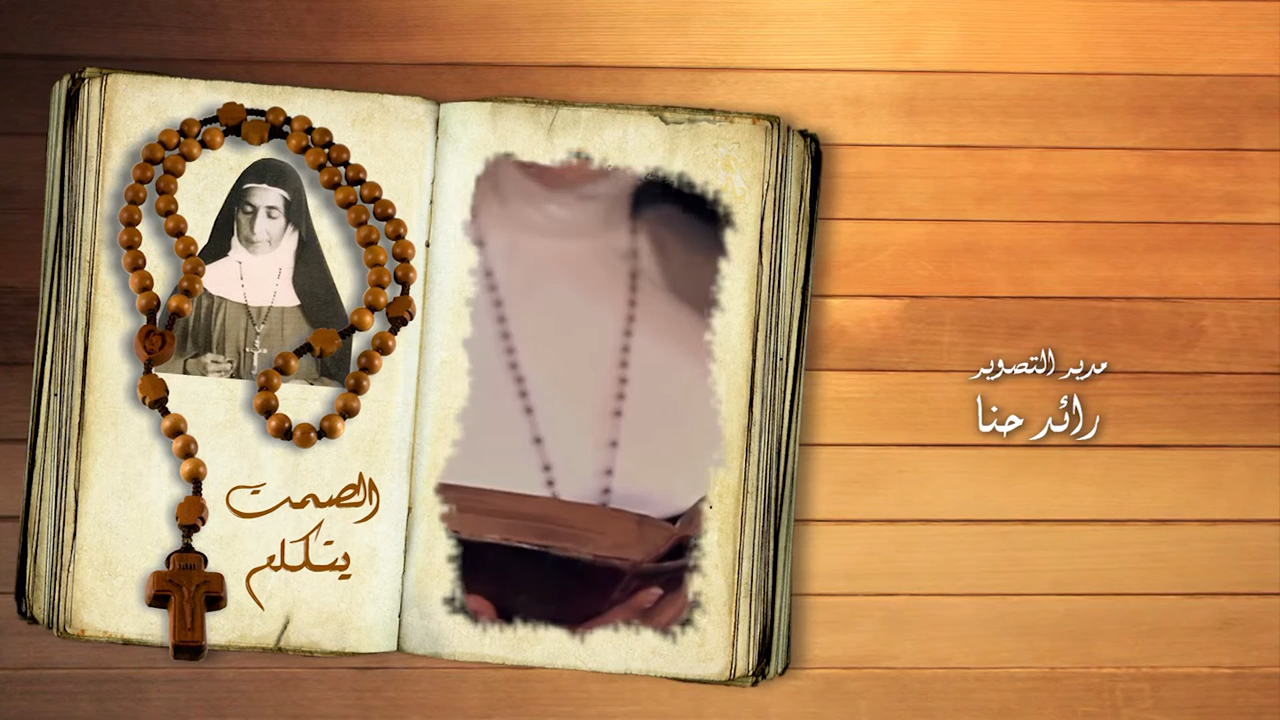 الصمت
يتكلم
مدير التصوير
رائد حنا